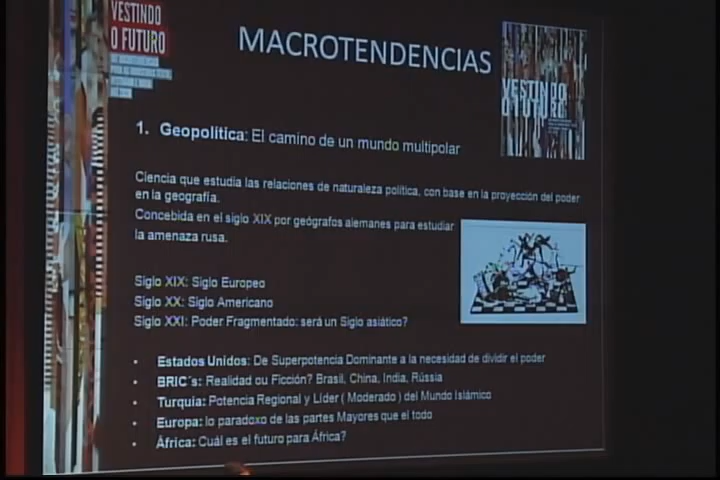 VESTINDO
O FUTURO
MACROTENDENCIAS
VESTINDO
O FUTURO
1. Geopolítica: El camino de un mundo multipolar
Ciencia que estudia las relaciones de naturaleza política, con base en la proyección del poder
en la geografía.
Concebida en el siglo XIX por geógrafos alemanes para estudiar
la amenaza rusa.
Siglo XIX: Siglo Europeo
Siglo XX: Siglo Americano
Siglo XXI: Poder Fragmentado: será un Siglo asiático?
• Estados Unidos: De Superpotencia Dominante a la necesidad de dividir el poder
• BRIC´s: Realidad ou Ficción? Brasil, China, India, Rússia
• Turquia: Potencia Regional y Líder ( Moderado ) del Mundo Islámico
• Europa: lo paradoxo de las partes Mayores que el todo
• África: Cuál es el futuro para África?